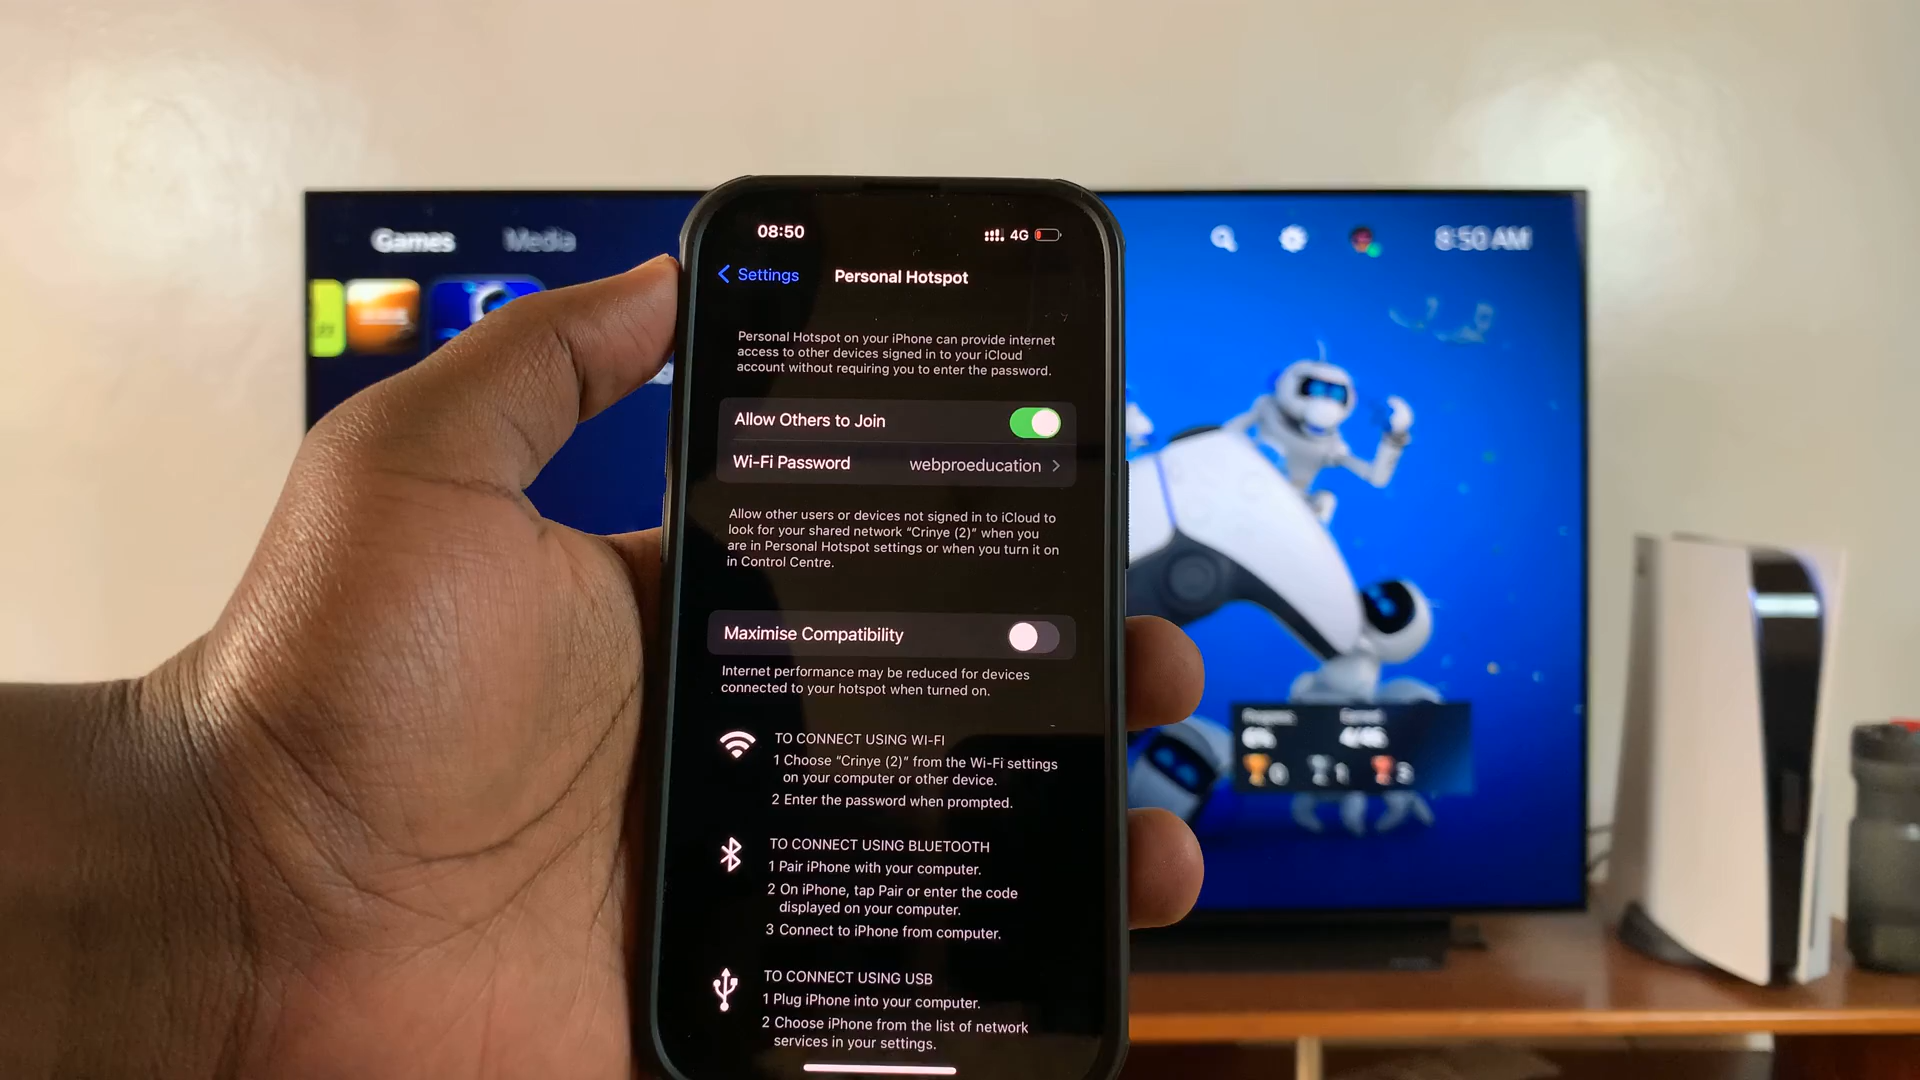 Games Media
8:50 AM
08:50
4G
Settings
Personal Hotspot
Personal Hotspot on your iPhone can provide internet
access to other devices signed in to your iCloud
account without requiring you to enter the password.
Allow Others to Join
Wi-Fi Password webproeducation
Allow other users or devices not signed in to iCloud to
look for your shared network “Crinye (2)” when you
are in Personal Hotspot settings or when you turn it on
in Control Centre.
Maximise Compatibility
Internet performance may be reduced for devices
connected to your hotspot when turned on.
TO CONNECT USING WI-FI
1 Choose “Crinye (2)” from the Wi-Fi settings
on your computer or other device.
2 Enter the password when prompted.
TO CONNECT USING BLUETOOTH
1 Pair iPhone with your computer.
2 On iPhone, tap Pair or enter the code
displayed on your computer.
3 Connect to iPhone from computer.
TO CONNECT USING USB
1 Plug iPhone into your computer.
2 Choose iPhone from the list of network
services in your settings.
Progress Earned
0 1 3